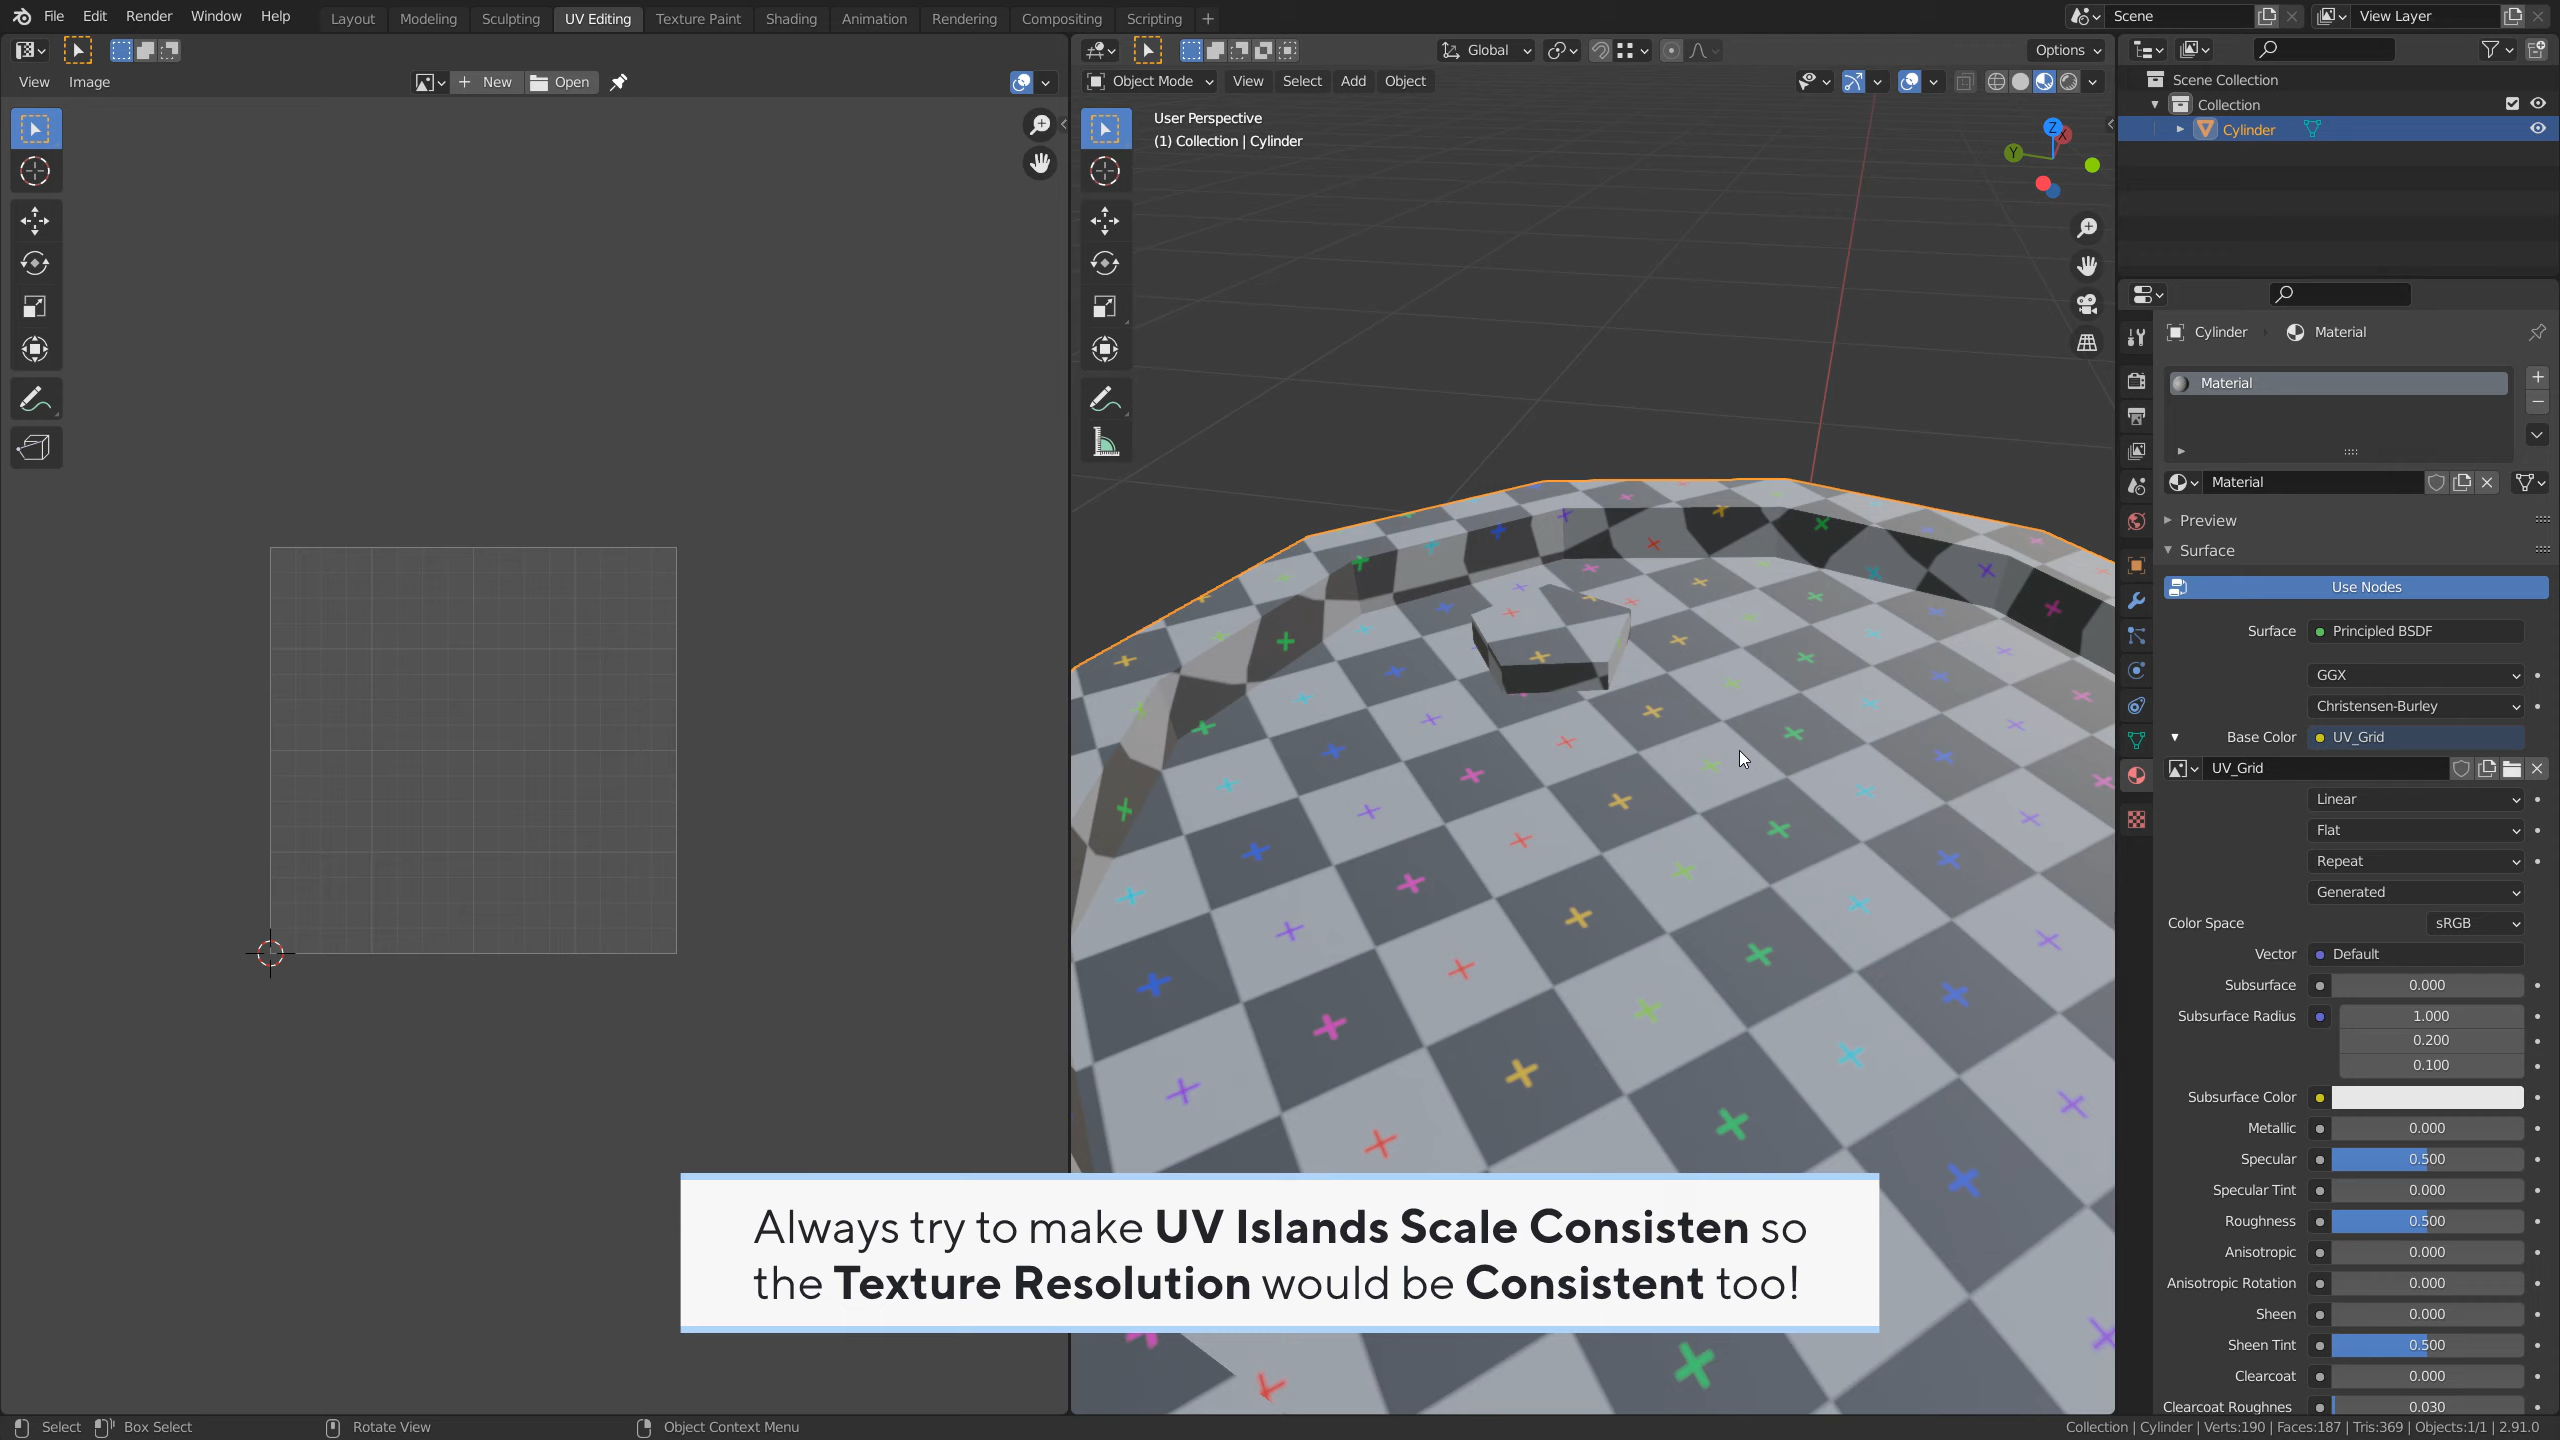 File Edit Render Window Help Layout Modeling Sculpting UV Editing Texture Paint Shading Animation Rendering Compositing Scripting + Scene View Layer
Global Options
View Image + New Open Object Mode View Select Add Object
User Perspective
(1) Collection | Cylinder
Z X Y
Scene Collection
Collection
Cylinder
Cylinder Material
Material
Material
Preview
Surface
Use Nodes
Surface Principled BSDF
GGX
Christensen-Burley
Base Color UV_Grid
UV_Grid
Linear
Flat
Repeat
Generated
Color Space sRGB
Vector Default
Subsurface 0.000
Subsurface Radius 1.000
0.200
0.100
Subsurface Color
Metallic 0.000
Specular 0.500
Specular Tint 0.000
Roughness 0.500
Anisotropic 0.000
Anisotropic Rotation 0.000
Sheen 0.000
Sheen Tint 0.500
Clearcoat 0.000
Clearcoat Roughnes 0.030
Always try to make UV Islands Scale Consisten so
the Texture Resolution would be Consistent too!
Select Box Select Rotate View Object Context Menu Collection | Cylinder | Verts:190 | Faces:187 | Tris:369 | Objects:1/1 | 2.91.0